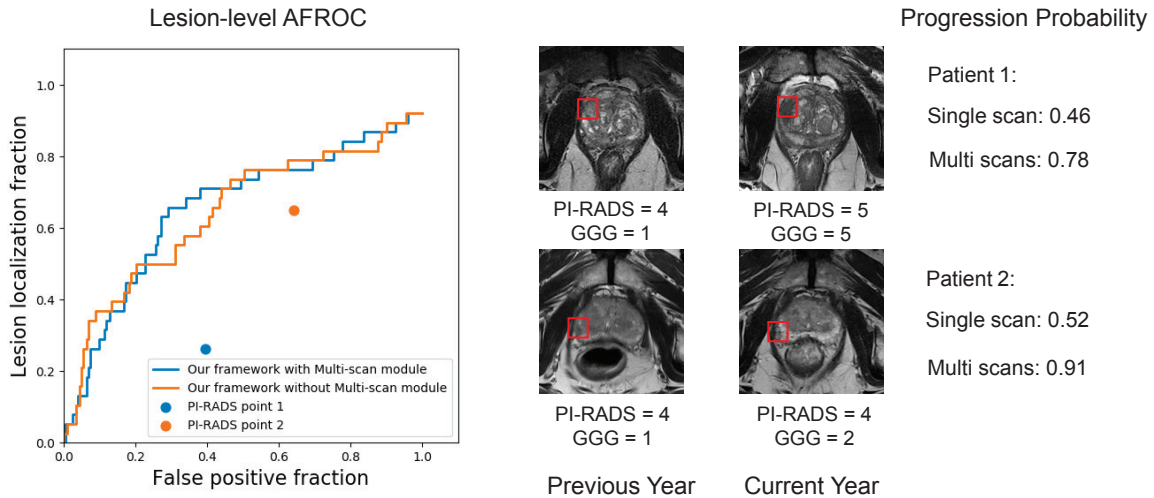 Lesion-level AFROC
Progression Probability
Lesion localization fraction
1.0
0.8
0.6
0.4
0.2
0.0
0.0
0.2
0.4
0.6
0.8
1.0
False positive fraction
Our framework with Multi-scan module
Our framework without Multi-scan module
PI-RADS point 1
PI-RADS point 2
PI-RADS = 4
GGG = 1
PI-RADS = 5
GGG = 5
Patient 1:
Single scan: 0.46
Multi scans: 0.78
PI-RADS = 4
GGG = 1
PI-RADS = 4
GGG = 2
Patient 2:
Single scan: 0.52
Multi scans: 0.91
Previous Year
Current Year